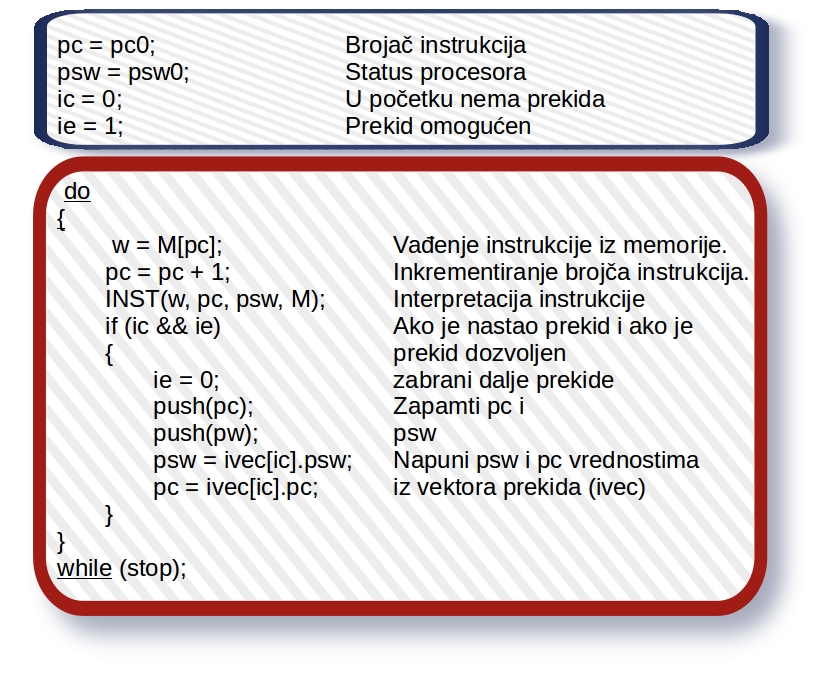 pc = pc0; Brojač instrukcija
psw = psw0; Status procesora
ic = 0; U početku nema prekida
ie = 1; Prekid omogućen
do
{
w = M[pc]; Vađenje instrukcije iz memorije.
pc = pc + 1; Inkrementiranje brojča instrukcija.
INST(w, pc, psw, M); Interpretacija instrukcije
if (ic && ie) Ako je nastao prekid i ako je
{ prekid dozvoljen
ie = 0; zabrani dalje prekide
push(pc); Zapamti pc i
push(pw); psw
psw = ivec[ic].psw; Napuni psw i pc vrednostima
pc = ivec[ic].pc; iz vektora prekida (ivec)
}
}
while (stop);